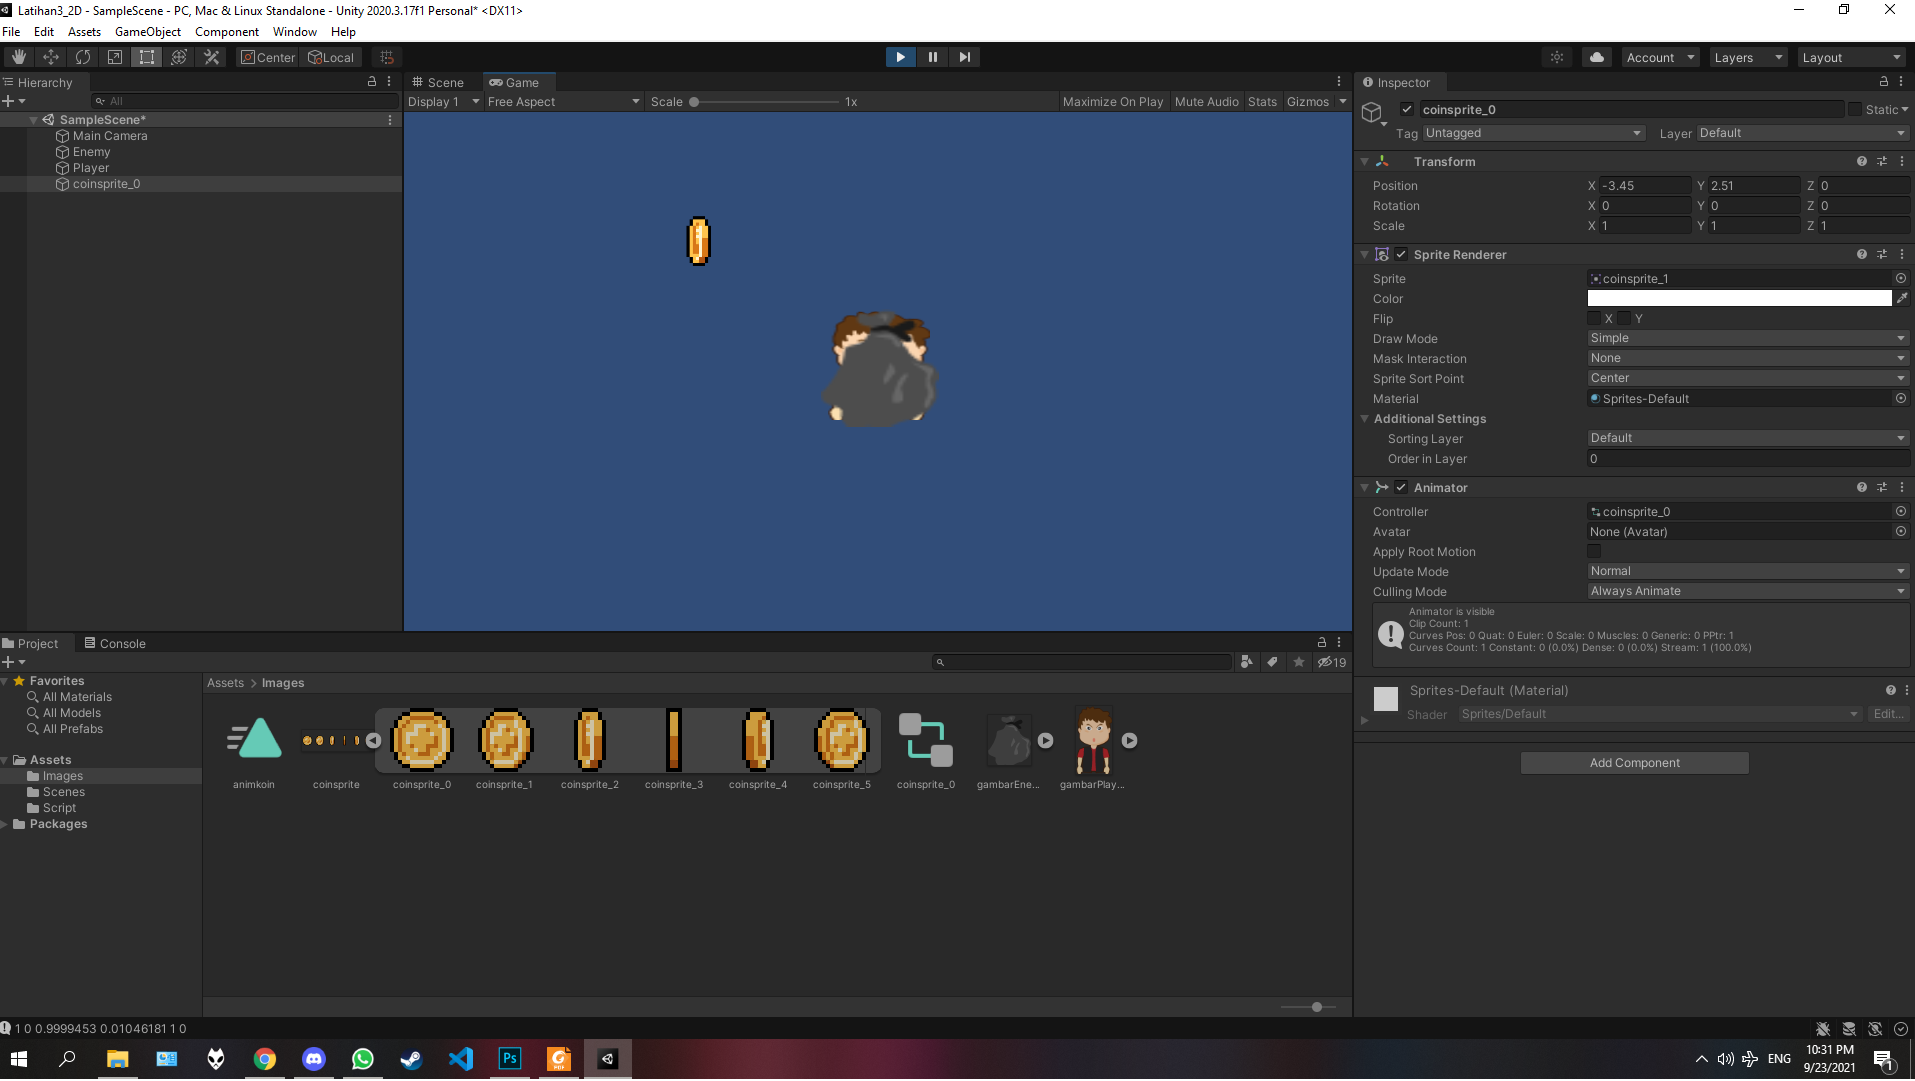 Latihan3_2D - SampleScene - PC, Mac & Linux Standalone - Unity 2020.3.17f1 Personal* <DX11>
File Edit Assets GameObject Component Window Help
Center Local Account Layers Layout
Hierarchy
All
SampleScene*
Main Camera
Enemy
Player
coinsprite_0
Scene Game
Display 1 Free Aspect Scale 1x Maximize On Play Mute Audio Stats Gizmos
Inspector
coinsprite_0 Static
Tag Untagged Layer Default
Transform
Position X -3.45 Y 2.51 Z 0
Rotation X 0 Y 0 Z 0
Scale X 1 Y 1 Z 1
Sprite Renderer
Sprite coinsprite_1
Color
Flip X Y
Draw Mode Simple
Mask Interaction None
Sprite Sort Point Center
Material Sprites-Default
Additional Settings
Sorting Layer Default
Order in Layer 0
Animator
Controller coinsprite_0
Avatar None (Avatar)
Apply Root Motion
Update Mode Normal
Culling Mode Always Animate
Animator is visible
Clip Count: 1
Curves Pos: 0 Quat: 0 Euler: 0 Scale: 0 Muscles: 0 Generic: 0 PPtr: 1
Curves Count: 1 Constant: 0 (0.0%) Dense: 0 (0.0%) Stream: 1 (100.0%)
Sprites-Default (Material)
Shader Sprites/Default Edit...
Add Component
Project Console
19
Favorites
All Materials
All Models
All Prefabs
Assets
Images
Scenes
Script
Packages
Assets > Images
animkoin coinsprite coinsprite_0 coinsprite_1 coinsprite_2 coinsprite_3 coinsprite_4 coinsprite_5 coinsprite_0 gambarEne... gambarPlay...
1 0 0.9999453 0.01046181 1 0
Ps
PDF
ENG
10:31 PM
9/23/2021
1